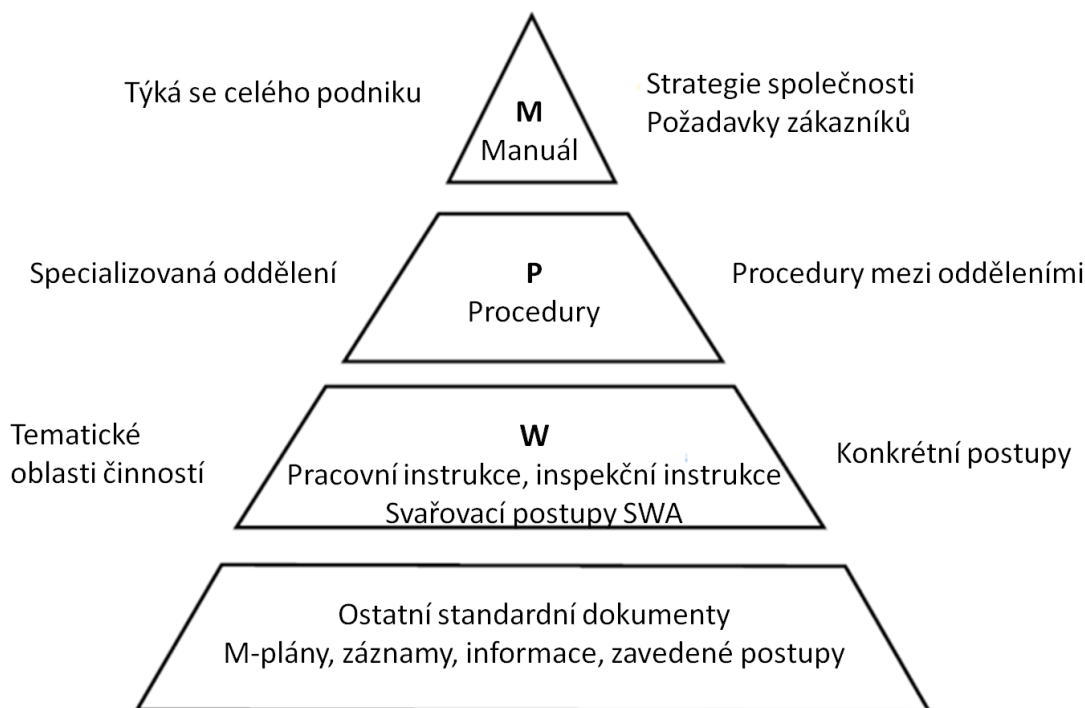 Týká se celého podniku
M
Manuál
Strategie společnosti
Požadavky zákazníků
Specializovaná oddělení
P
Procedury
Procedury mezi odděleními
Tematické
oblasti činností
W
Pracovní instrukce, inspekční instrukce
Svařovací postupy SWA
Konkrétní postupy
Ostatní standardní dokumenty
M-plány, záznamy, informace, zavedené postupy